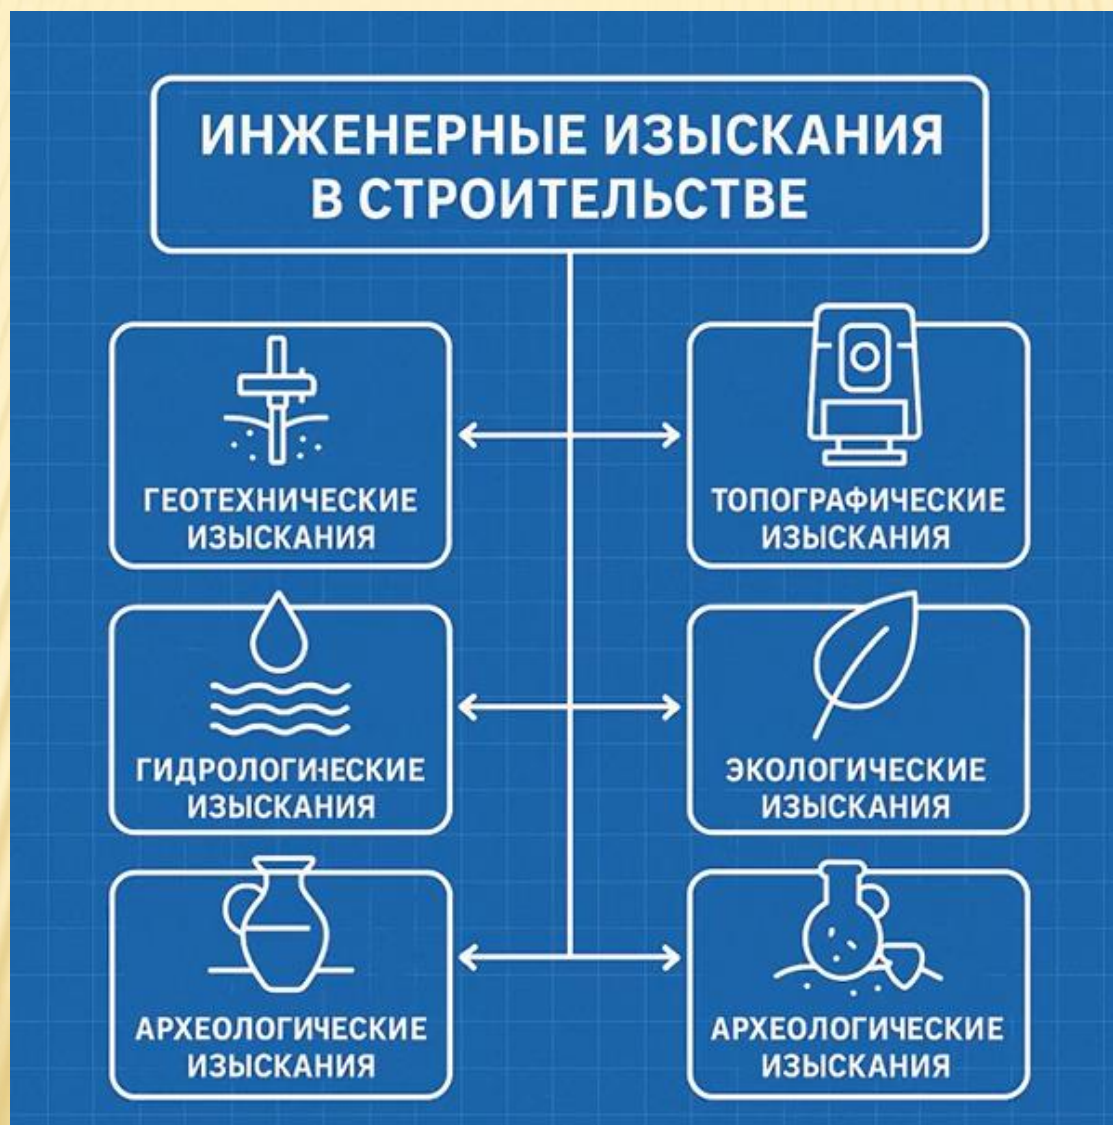 ИНЖЕНЕРНЫЕ ИЗЫСКАНИЯ
В СТРОИТЕЛЬСТВЕ
ГЕОТЕХНИЧЕСКИЕ
ИЗЫСКАНИЯ
ТОПОГРАФИЧЕСКИЕ
ИЗЫСКАНИЯ
ГИДРОЛОГИЧЕСКИЕ
ИЗЫСКАНИЯ
ЭКОЛОГИЧЕСКИЕ
ИЗЫСКАНИЯ
АРХЕОЛОГИЧЕСКИЕ
ИЗЫСКАНИЯ
АРХЕОЛОГИЧЕСКИЕ
ИЗЫСКАНИЯ